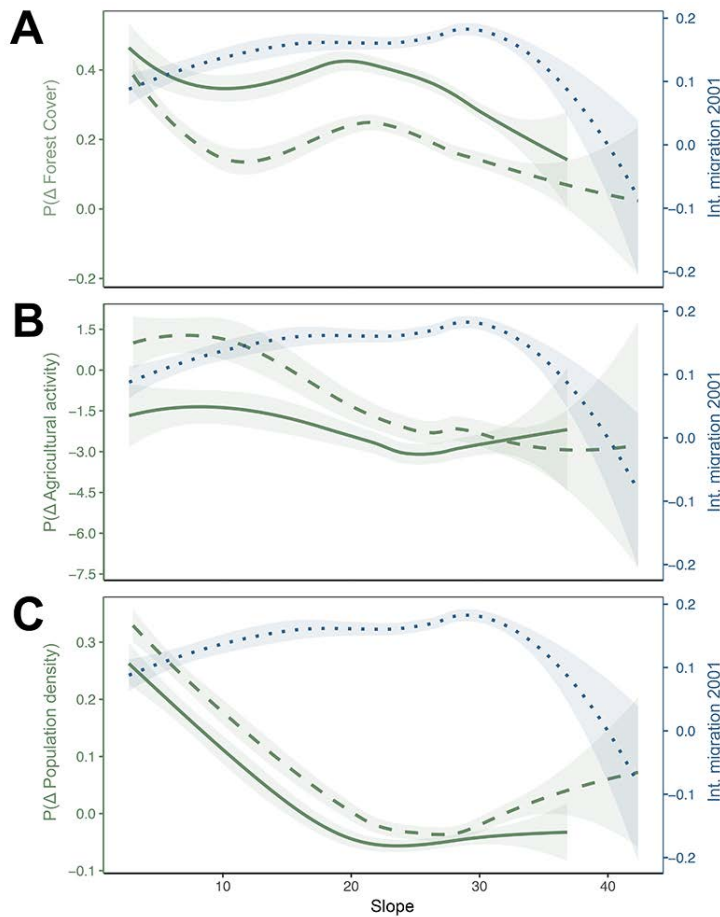 A
P(Δ Forest Cover)
0.4
0.2
0.0
−0.2
0.2
0.1
0.0
−0.1
−0.2
Int. migration 2001
B
P(Δ Agricultural activity)
1.5
0.0
−1.5
−3.0
−4.5
−6.0
−7.5
0.2
0.1
0.0
−0.1
−0.2
Int. migration 2001
C
P(Δ Population density)
0.3
0.2
0.1
0.0
−0.1
0.2
0.1
0.0
−0.1
−0.2
Int. migration 2001
10 20 30 40
Slope